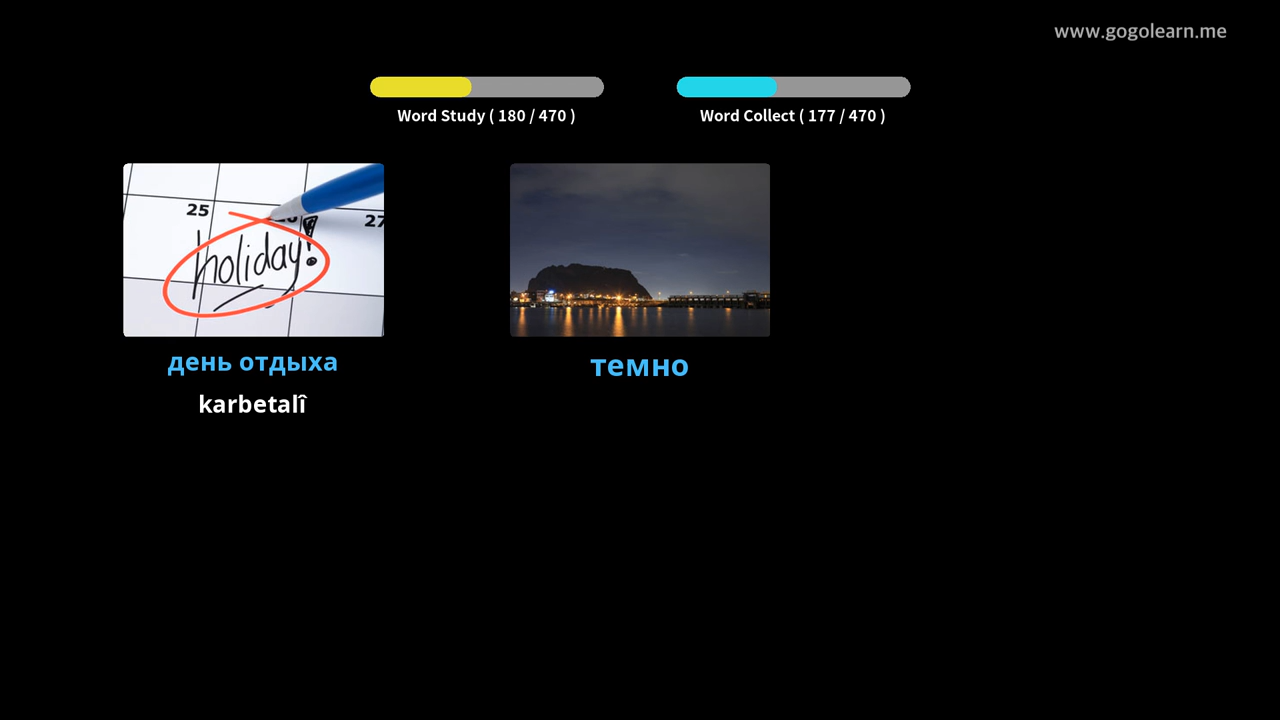 www.gogolearn.me
Word Study ( 180 / 470 )
Word Collect ( 177 / 470 )
25
27
holiday!
день отдыха
karbetalî
темно